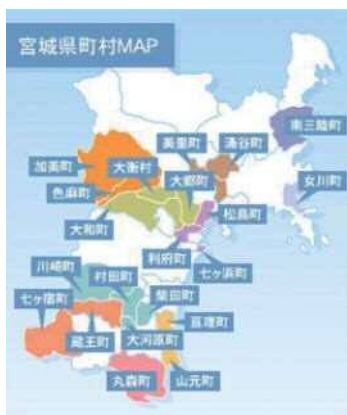 宮城県町村MAP
南三陸町
美里町
涌谷町
加美町
大衡村
女川町
色麻町
大郷町
松島町
大和町
利府町
七ヶ浜町
川崎町
村田町
七ヶ宿町
柴田町
亘理町
蔵王町
大河原町
丸森町
山元町